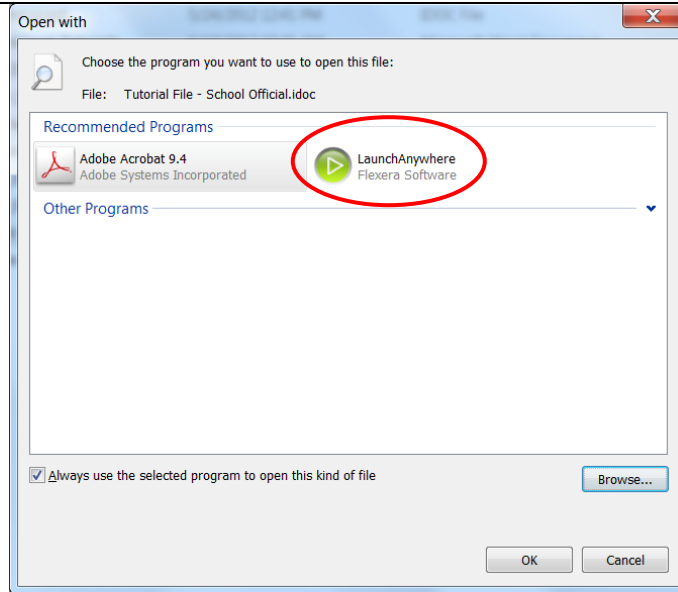 Open with
Choose the program you want to use to open this file:
File: Tutorial File - School Official.idoc
Recommended Programs
Adobe Acrobat 9.4
Adobe Systems Incorporated
LaunchAnywhere
Flexera Software
Other Programs
Always use the selected program to open this kind of file
Browse...
OK
Cancel